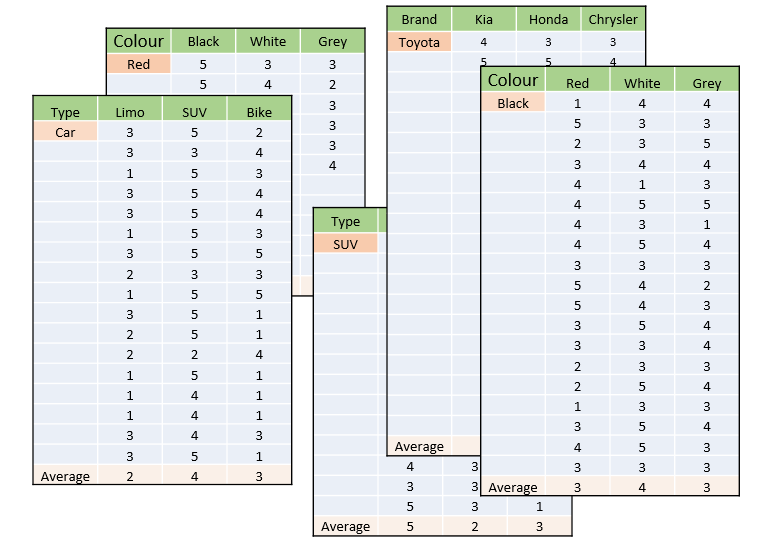 Colour Black White Grey
Red 5 3 3
5 4 2
3
3
3
4
Type Limo SUV Bike
Car 3 5 2
3 3 4
1 5 3
3 5 4
3 5 4
1 5 3
3 5 5
2 3 3
1 5 5
3 5 1
2 5 1
2 2 4
1 5 1
1 4 1
1 4 1
3 4 3
3 5 1
Average 2 4 3
Type
SUV
4 3
3 3
5 3 1
Average 5 2 3
Brand Kia Honda Chrysler
Toyota 4 3 3
5 5 4
Average
Colour Red White Grey
Black 1 4 4
5 3 3
2 3 5
3 4 4
4 1 3
4 5 5
4 3 1
4 5 4
3 3 3
5 4 2
5 4 3
3 5 4
3 3 4
2 3 3
2 5 4
1 3 3
3 5 4
4 5 3
3 3 3
Average 3 4 3